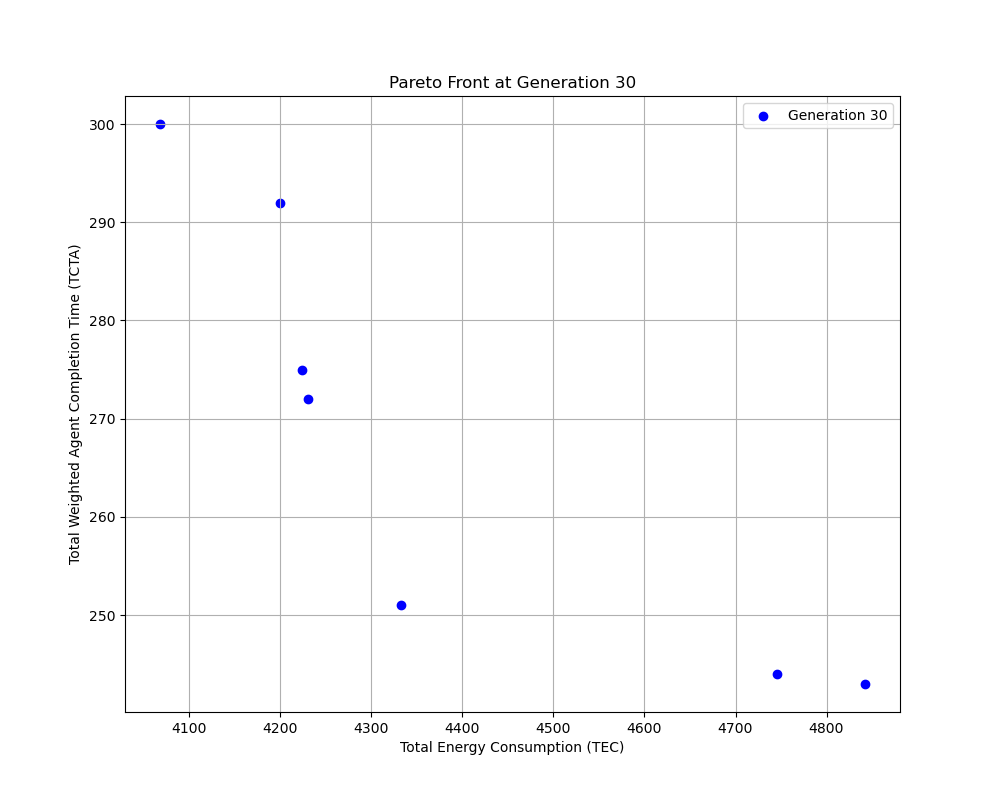 Pareto Front at Generation 30
Generation 30
300
290
280
270
260
250
Total Weighted Agent Completion Time (TCTA)
4100 4200 4300 4400 4500 4600 4700 4800
Total Energy Consumption (TEC)